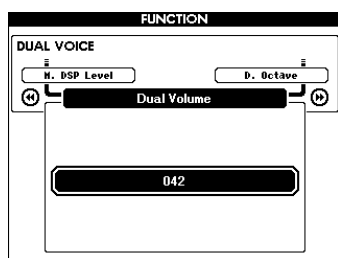 FUNCTION
DUAL VOICE
M. DSP Level
D. Octave
Dual Volume
042